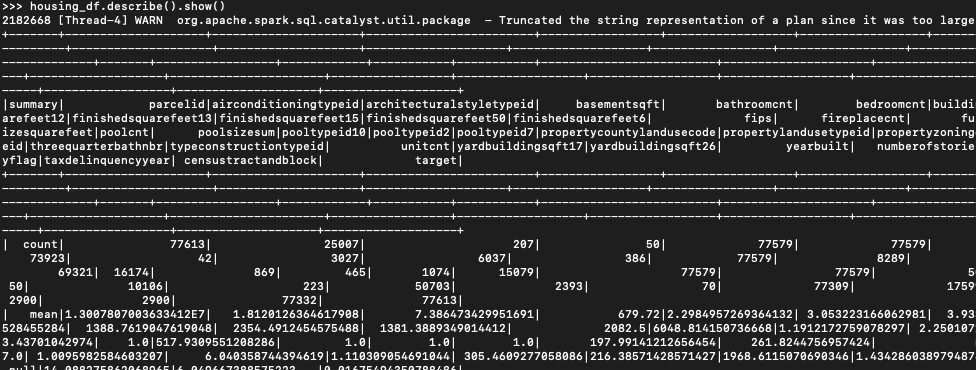 >>> housing_df.describe().show()
2182668 [Thread-4] WARN  org.apache.spark.sql.catalyst.util.package  – Truncated the string representation of a plan since it was too large
|summary|            parcelid|airconditioningtypeid|architecturalstyletypeid|     basementsqft|        bathroomcnt|        bedroomcnt|buildi
arefeet12|finishedsquarefeet13|finishedsquarefeet15|finishedsquarefeet50|finishedsquarefeet6|              fips|      fireplacecnt|      fu
izesquarefeet|poolcnt|      poolsizesum|pooltypeid10|pooltypeid2|pooltypeid7|propertycountylandusecode|propertylandusetypeid|propertyzoning
eid|threequarterbathnbr|typeconstructiontypeid|           unitcnt|yardbuildingsqft17|yardbuildingsqft26|         yearbuilt|   numberofstorie
yflag|taxdelinquencyyear| censustractandblock|              target|
|  count|               77613|                25007|                 207|               50|             77579|             77579|
73923|                42|                3027|                6037|               386|             77579|              8289|
69321|  16174|              869|         465|       1074|      15079|                77579|                77579|               5
50|              10106|                  223|             50703|              2393|                70|             77309|          1759
2900|              2900|               77332|               77613|
|   mean|1.3007807003633412E7|   1.8120126364617908|    7.386473429951691|           679.72|2.2984957269364132| 3.053223166062981| 3.93
528455284|  1388.7619047619048|  2354.4912454575488|  1381.3889349014412|            2082.5|6048.814150736668|1.1912172759078297| 2.250107
3.43701042974|    1.0|517.9309551208286|         1.0|        1.0|        1.0|       197.99141212656454|   261.8244756957424|
7.0| 1.0095982584603207|     6.040358744394619|1.110309054691044| 305.4609277058086|216.38571428571427|1968.6115070690346|1.434286038979487